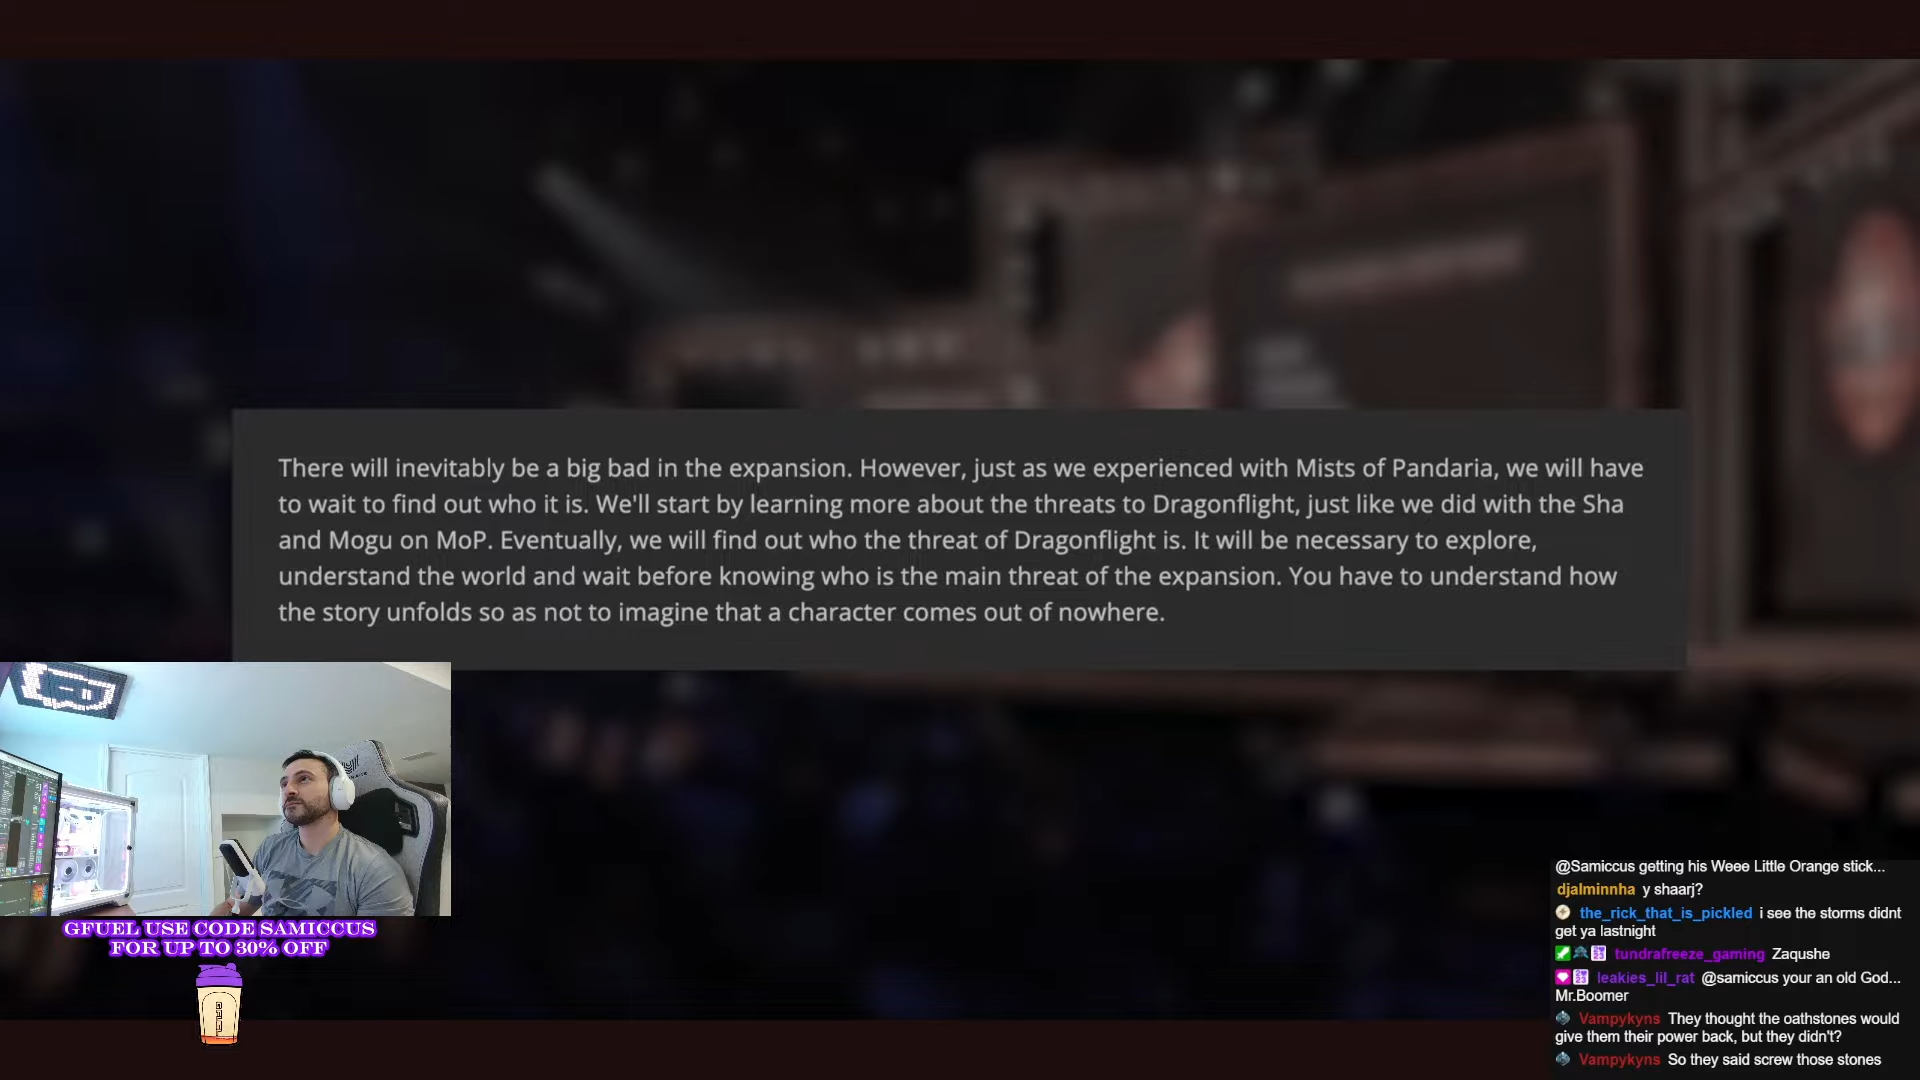 There will inevitably be a big bad in the expansion. However, just as we experienced with Mists of Pandaria, we will have
to wait to find out who it is. We'll start by learning more about the threats to Dragonflight, just like we did with the Sha
and Mogu on MoP. Eventually, we will find out who the threat of Dragonflight is. It will be necessary to explore,
understand the world and wait before knowing who is the main threat of the expansion. You have to understand how
the story unfolds so as not to imagine that a character comes out of nowhere.
GFUEL USE CODE SAMICCUS
FOR UP TO 30% OFF
@Samiccus getting his Weee Little Orange stick...
djalminnha y shaarj?
the_rick_that_is_pickled i see the storms didnt
get ya lastnight
tundrafreeze_gaming Zaqushe
leakies_lil_rat @samiccus your an old God...
Mr.Boomer
Vampykyns They thought the oathstones would
give them their power back, but they didn't?
Vampykyns So they said screw those stones